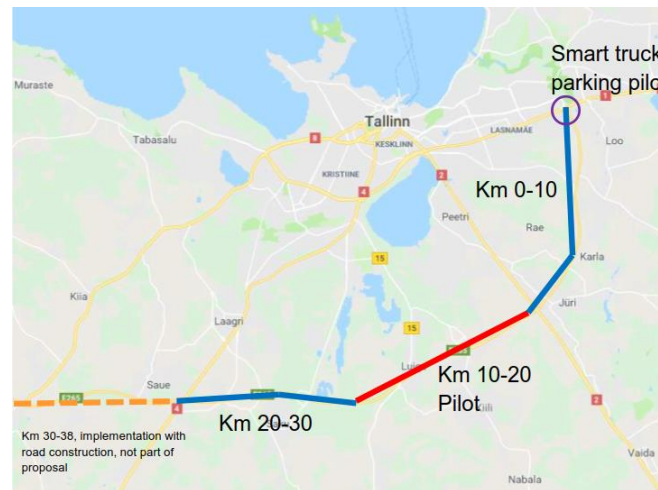 Smart truck
parking pilo
Muraste
1
Tallinn
Tabasalu
8
LASNAMÄE
Loo
KESKLINN
KRISTIINE
4
2
Km 0-10
Peetri
Rae
15
Karla
Kiia
Jüri
Laagri
15
Km 10-20
Pilot
Kiili
Saue
E265
4
Km 20-30
2
Km 30-38, implementation with
road construction, not part of
proposal
Vaida
Nabala